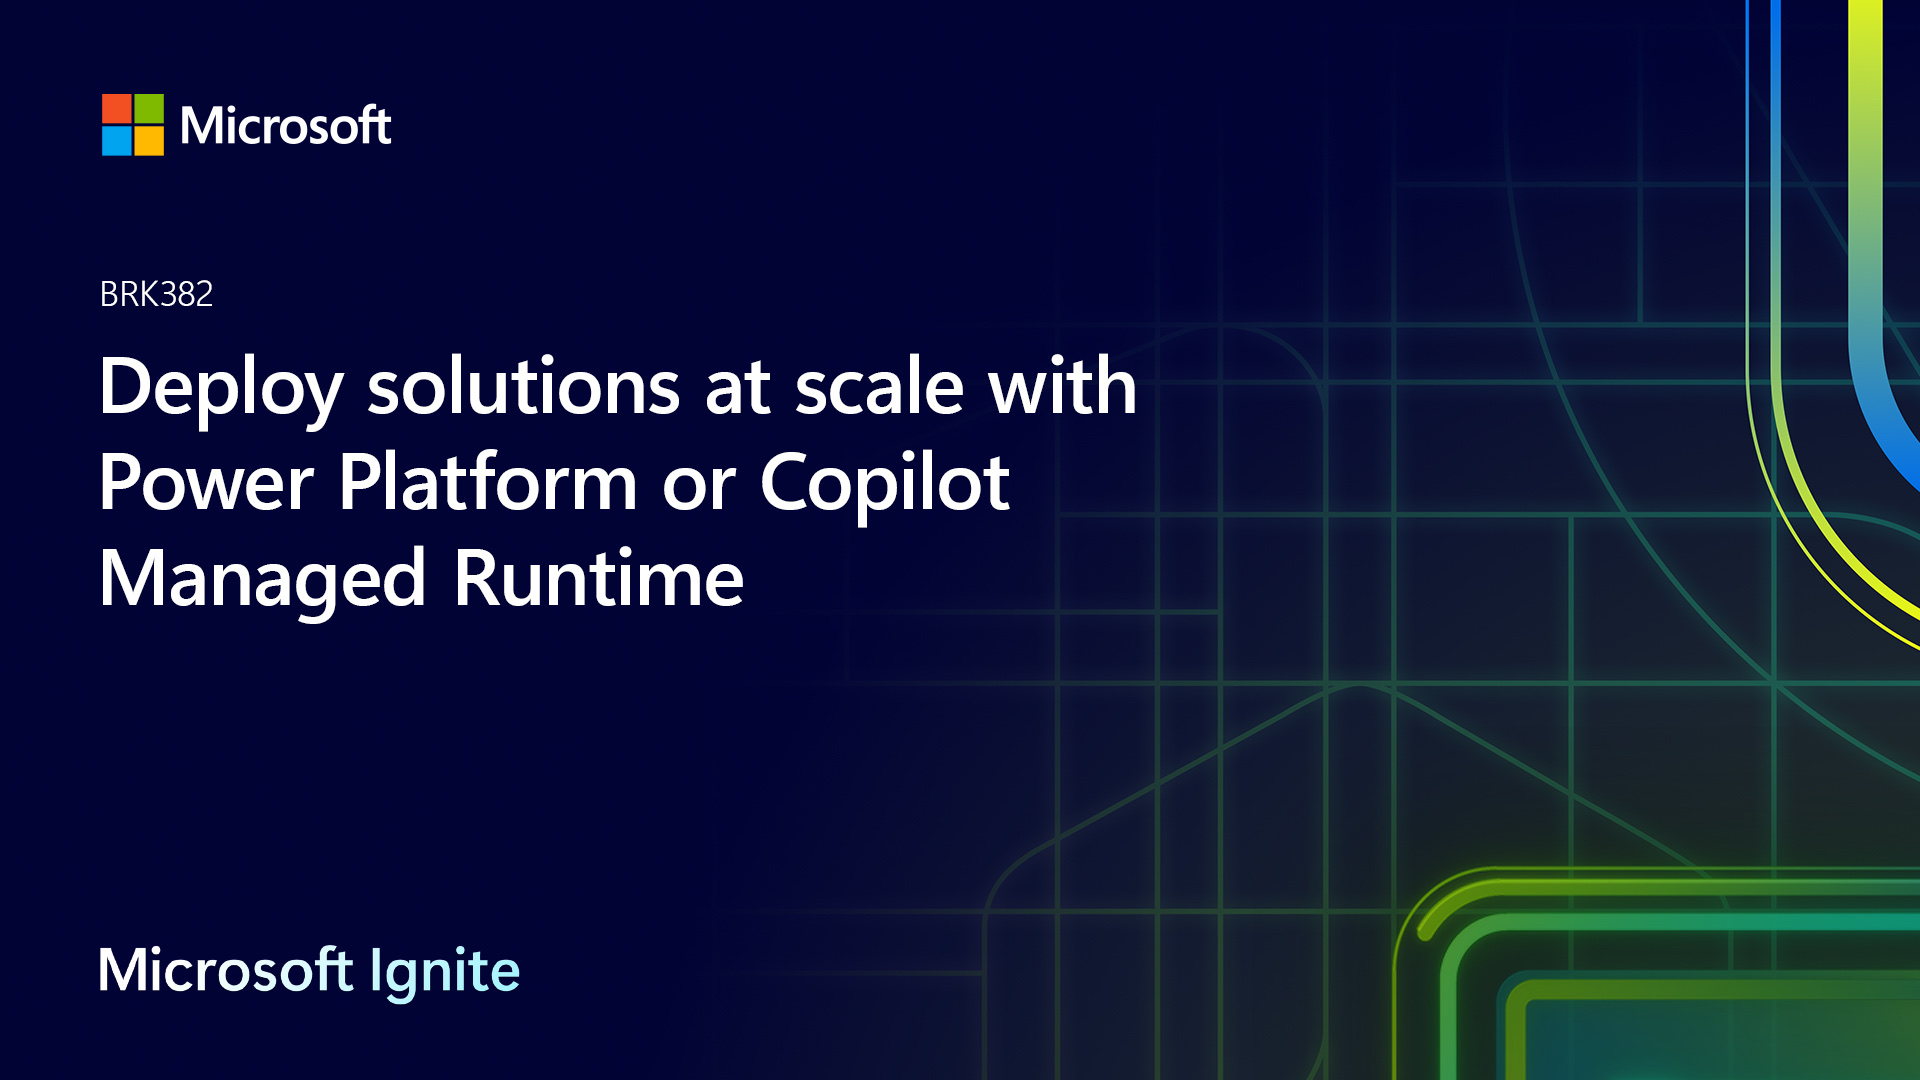 Microsoft
BRK382
Deploy solutions at scale with
Power Platform or Copilot
Managed Runtime
Microsoft Ignite